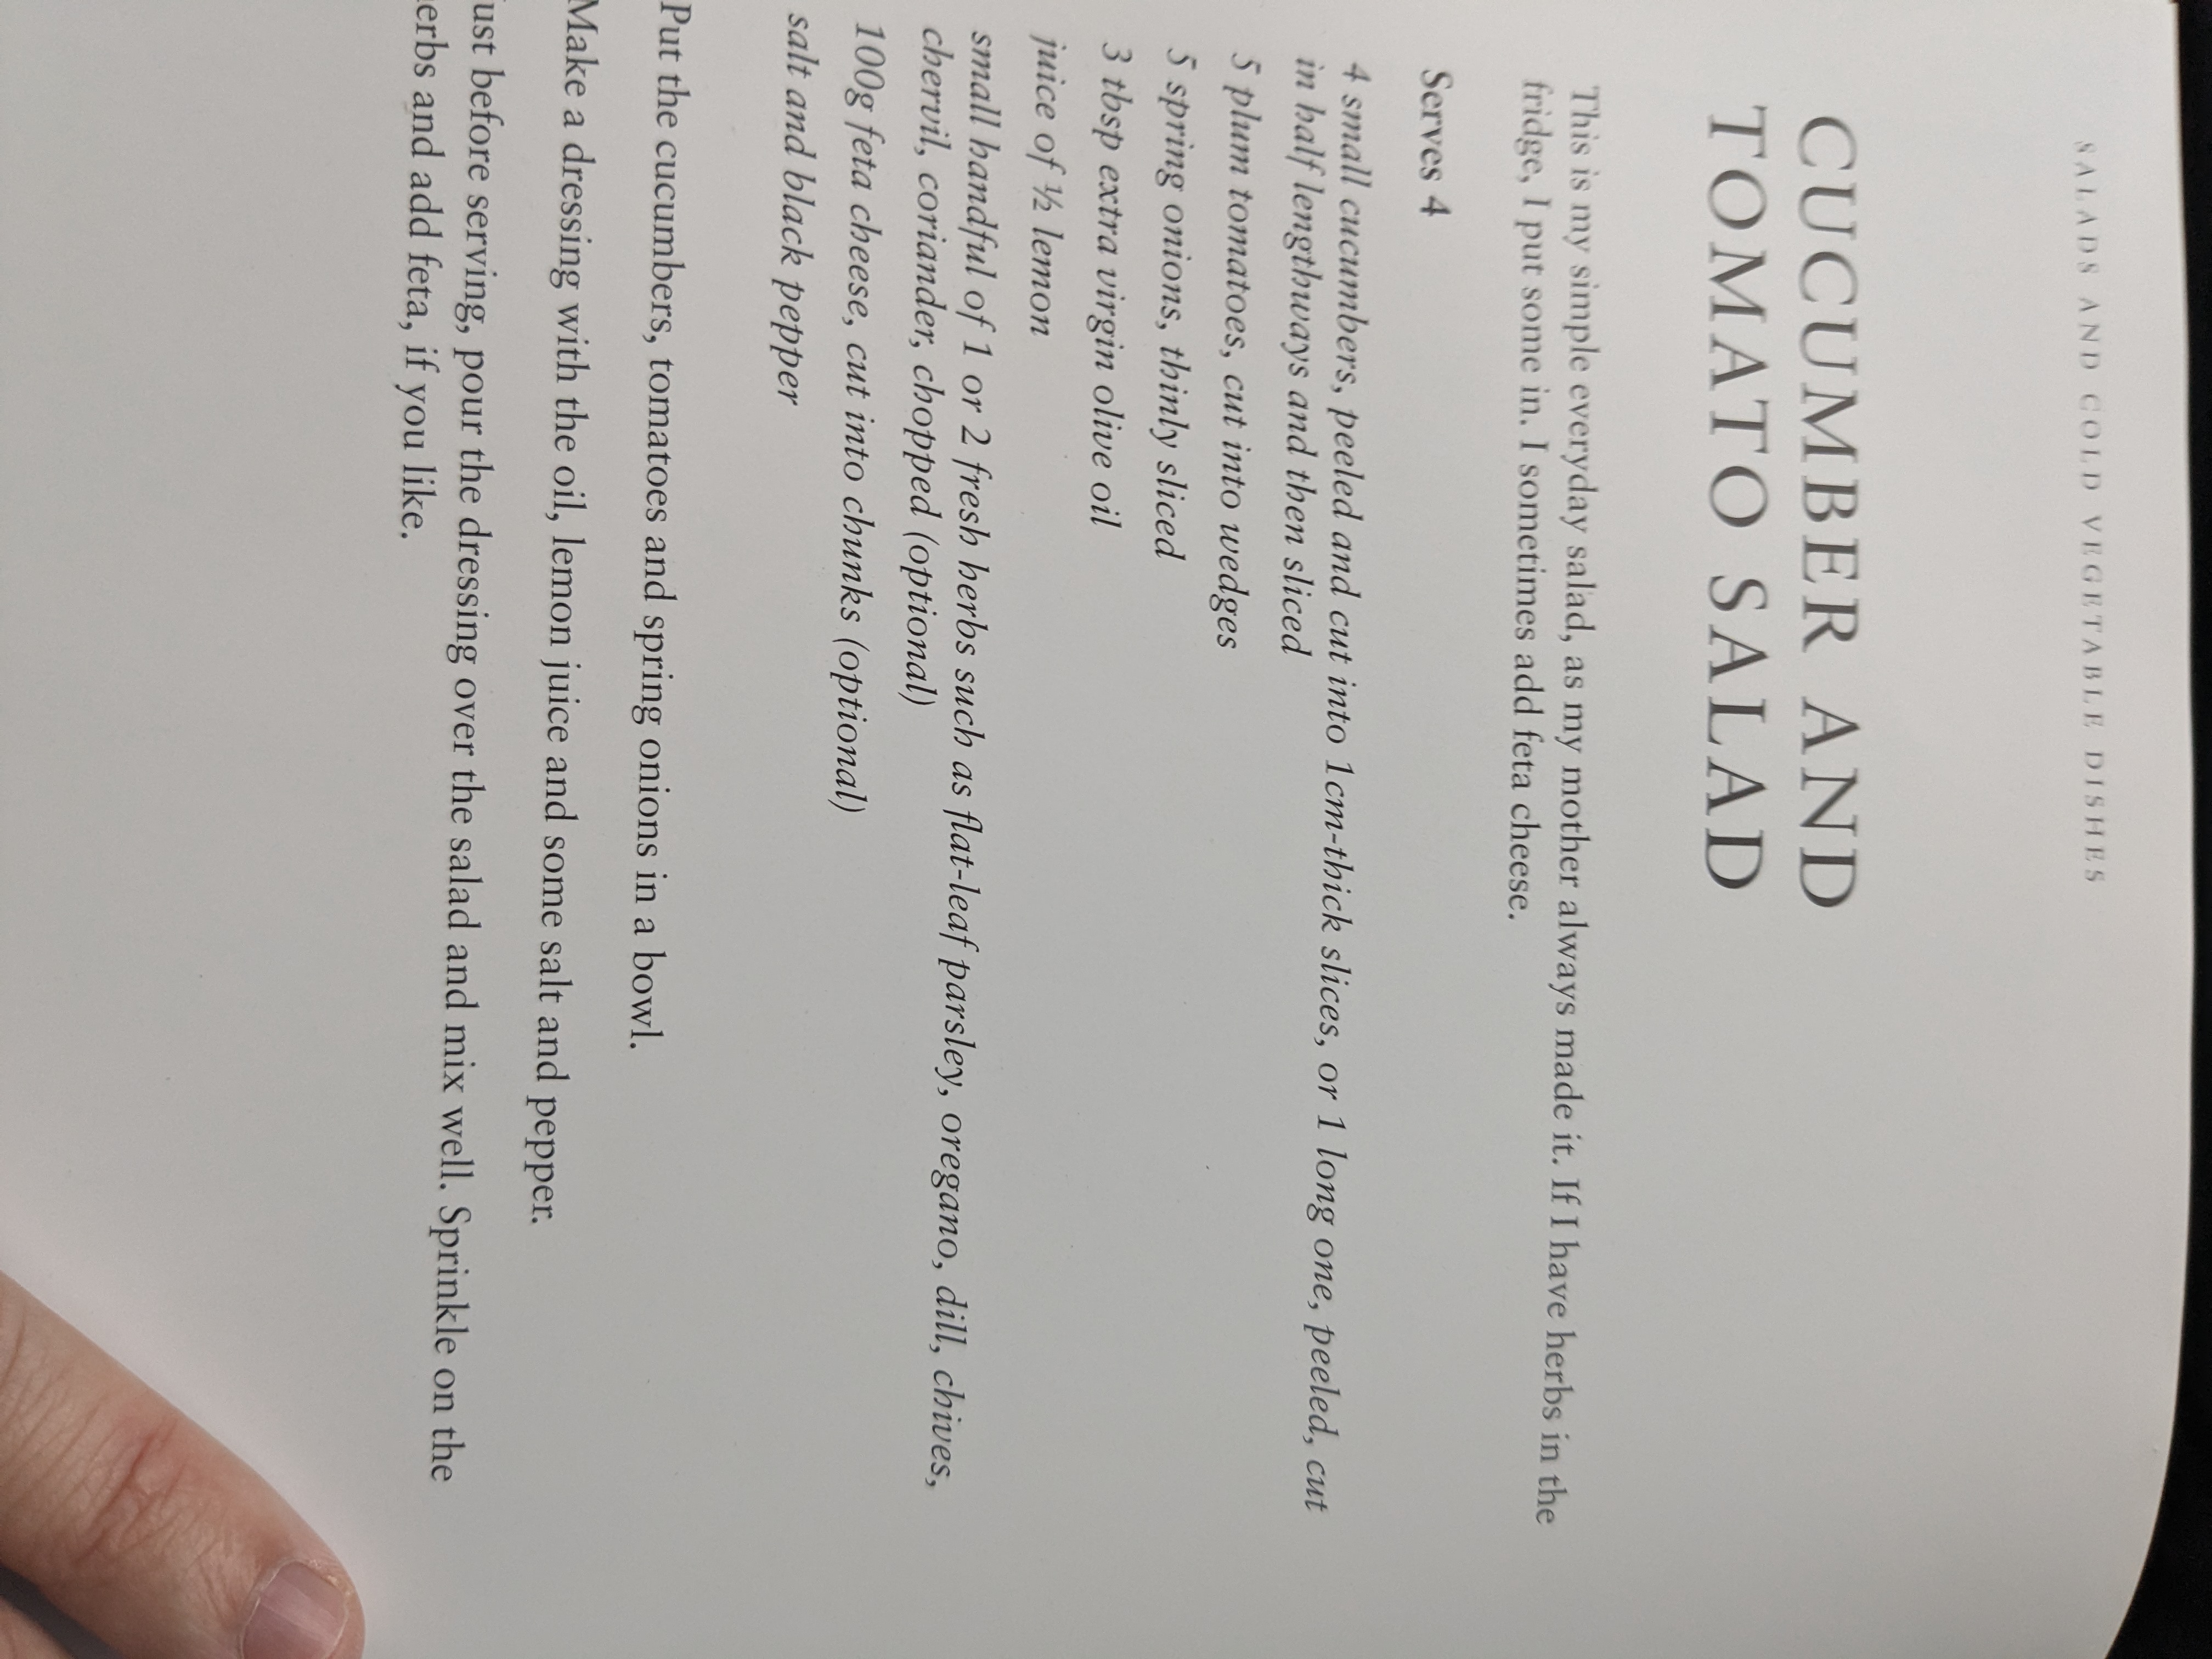 SALADS AND COLD VEGETABLE DISHES
CUCUMBER AND
TOMATO SALAD
This is my simple everyday salad, as my mother always made it. If I have herbs in the
fridge, I put some in. I sometimes add feta cheese.
Serves 4
4 small cucumbers, peeled and cut into 1cm-thick slices, or 1 long one, peeled, cut
in half lengthways and then sliced
5 plum tomatoes, cut into wedges
5 spring onions, thinly sliced
3 tbsp extra virgin olive oil
juice of ½ lemon
small handful of 1 or 2 fresh herbs such as flat-leaf parsley, oregano, dill, chives,
chervil, coriander, chopped (optional)
100g feta cheese, cut into chunks (optional)
salt and black pepper
Put the cucumbers, tomatoes and spring onions in a bowl.
Make a dressing with the oil, lemon juice and some salt and pepper.
ust before serving, pour the dressing over the salad and mix well. Sprinkle on the
erbs and add feta, if you like.